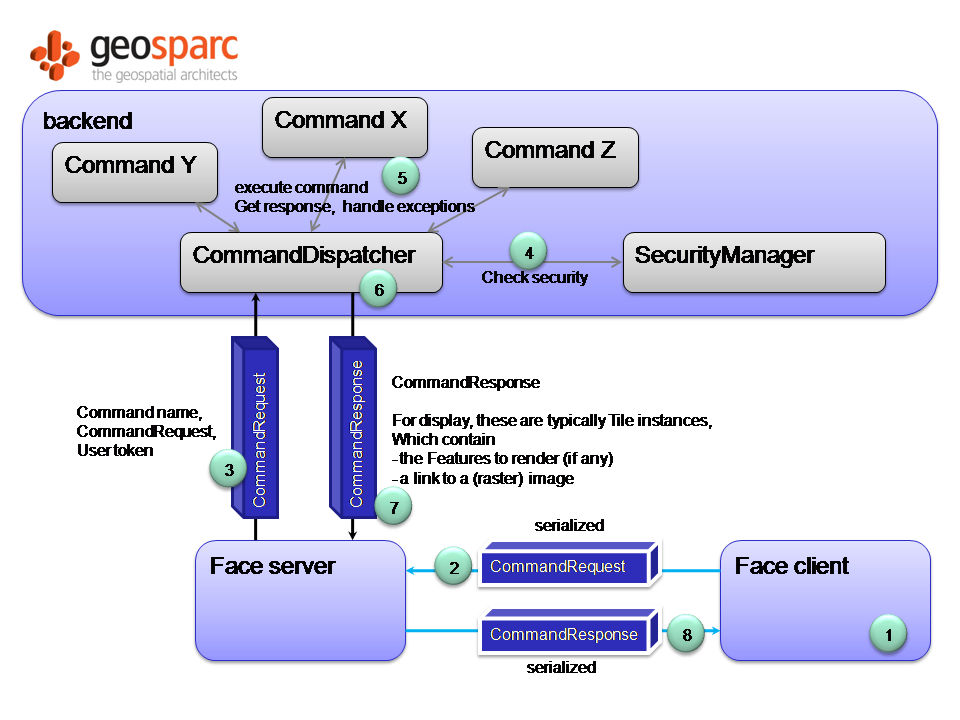 geosparc
the geospatial architects
backend
Command X
Command Y
Command Z
5
execute command
Get response, handle exceptions
CommandDispatcher
4
SecurityManager
Check security
6
CommandRequest
CommandResponse
CommandResponse
Command name,
CommandRequest,
User token
For display, these are typically Tile instances,
Which contain
-the Features to render (if any)
-a link to a (raster) image
3
7
serialized
Face server
2
CommandRequest
Face client
CommandResponse
8
1
serialized